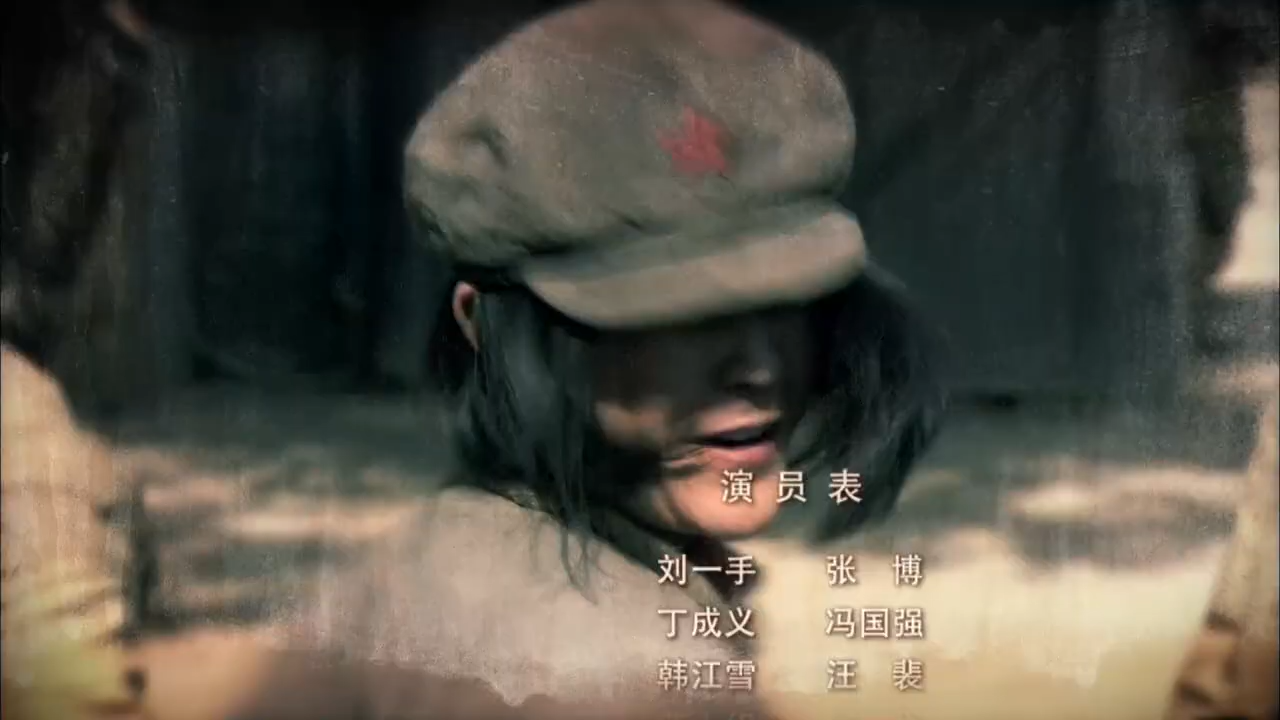 演员表
刘一手 张博
丁成义 冯国强
韩江雪 汪裴